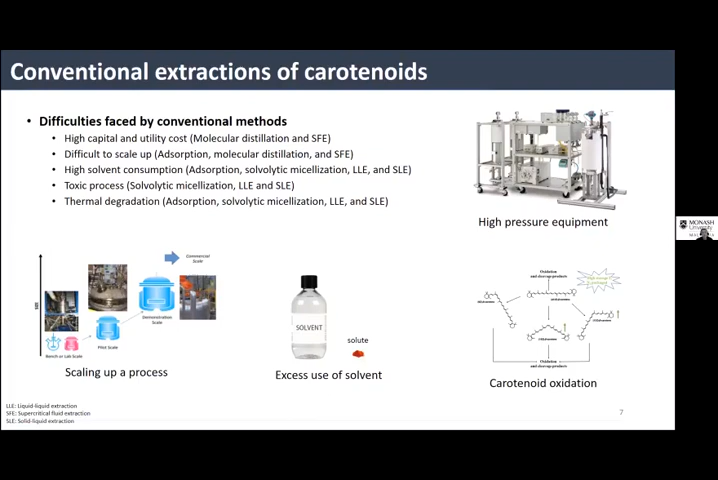 Conventional extractions of carotenoids
• Difficulties faced by conventional methods
• High capital and utility cost (Molecular distillation and SFE)
• Difficult to scale up (Adsorption, molecular distillation, and SFE)
• High solvent consumption (Adsorption, solvolytic micellization, LLE, and SLE)
• Toxic process (Solvolytic micellization, LLE and SLE)
• Thermal degradation (Adsorption, solvolytic micellization, LLE, and SLE)
High pressure equipment
MONASH
University
Commercial
Scale
Demonstration
Scale
Pilot Scale
Bench or Lab Scale
Scaling up a process
SOLVENT
solute
Excess use of solvent
Oxidation
and cleavage products
Oxidation
and cleavage products
Carotenoid oxidation
LLE: Liquid-liquid extraction
SFE: Supercritical fluid extraction
SLE: Solid-liquid extraction
7